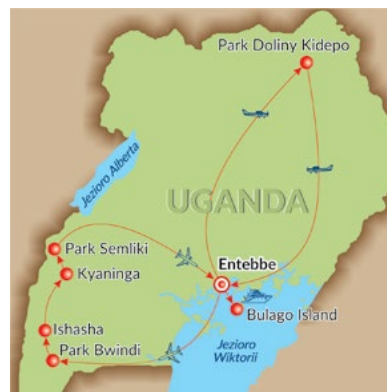 Park Doliny Kidepo
Jezioro Alberta
UGANDA
Park Semliki
Entebbe
Kyaninga
Bulago Island
Ishasha
Jezioro
Wiktorii
Park Bwindi